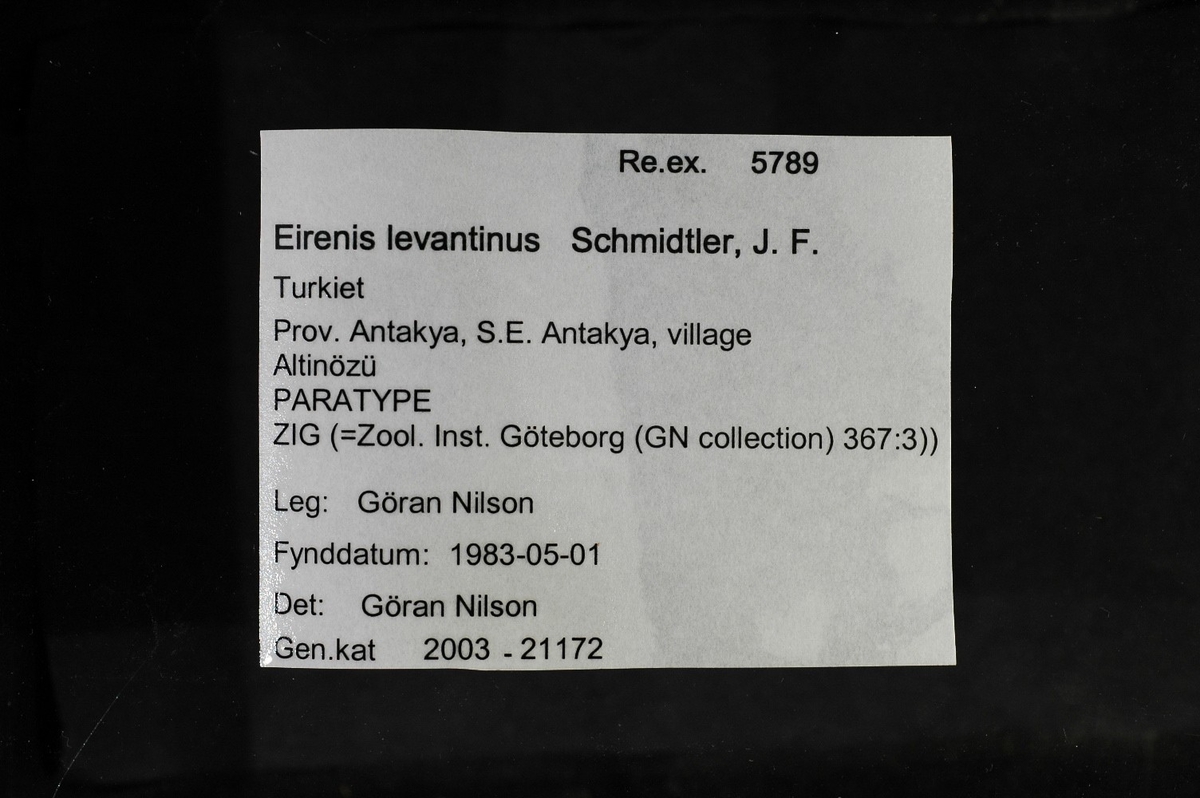 Re.ex. 5789
Eirenis levantinus Schmidtler, J. F.
Turkiet
Prov. Antakya, S.E. Antakya, village
Altinözü
PARATYPE
ZIG (=Zool. Inst. Göteborg (GN collection) 367:3))
Leg: Göran Nilson
Fynddatum: 1983-05-01
Det: Göran Nilson
Gen.kat 2003 - 21172